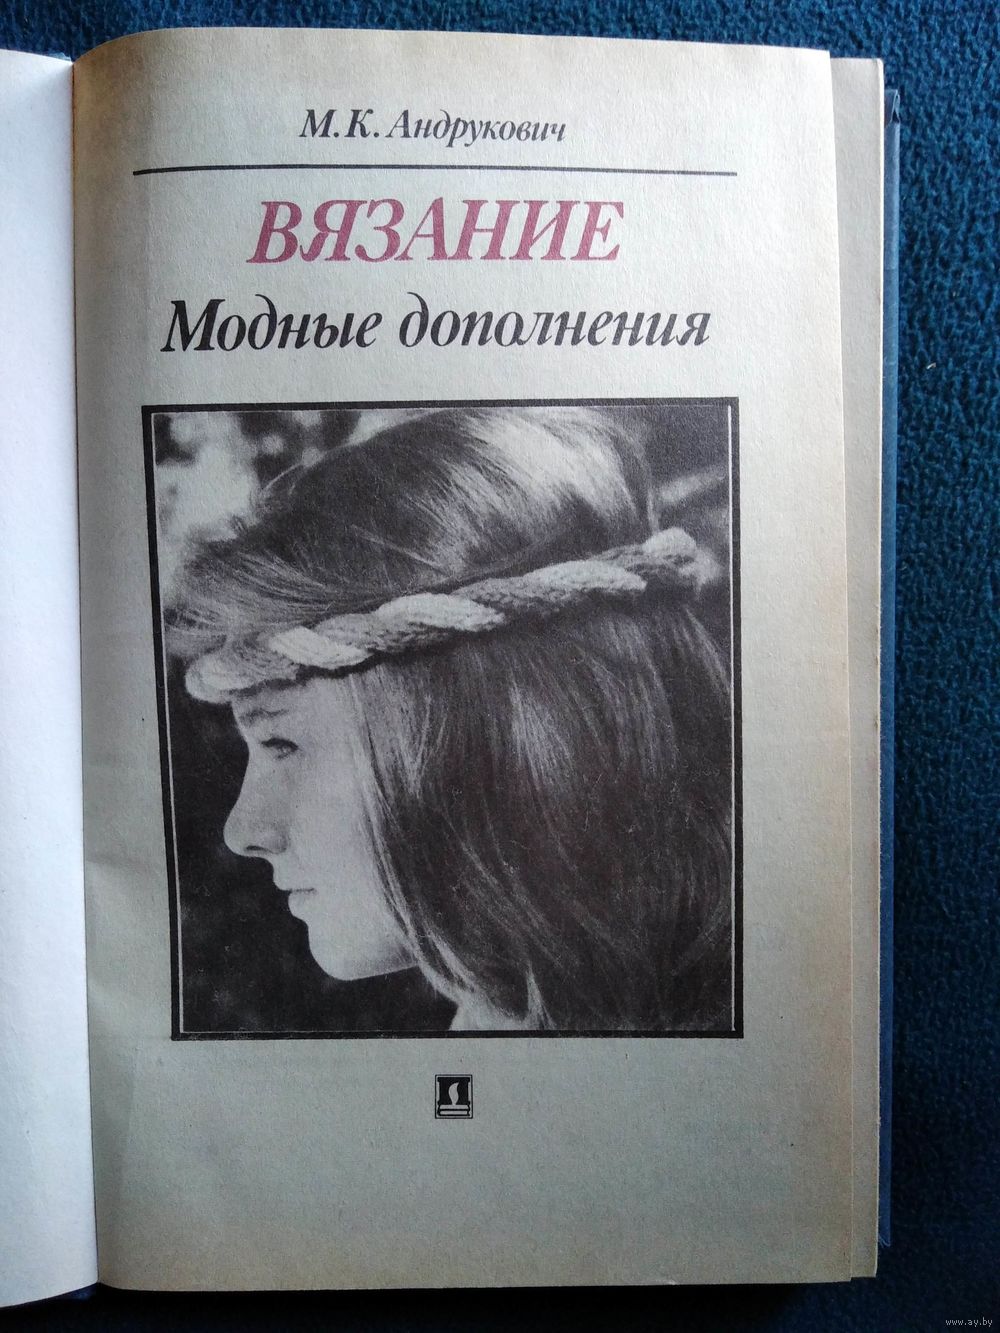 М. К. Андрукович
ВЯЗАНИЕ
Модные дополнения
www.ay.by